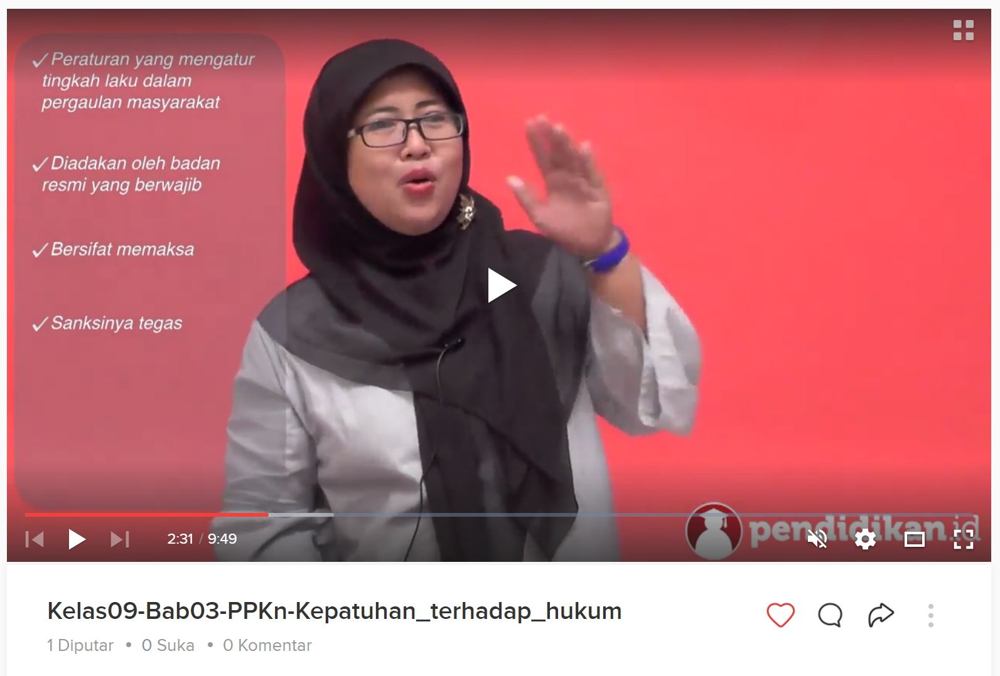 ✓Peraturan yang mengatur
tingkah laku dalam
pergaulan masyarakat
✓Diadakan oleh badan
resmi yang berwajib
✓Bersifat memaksa
✓Sanksinya tegas
pendidikan.id
2:31 / 9:49
Kelas09-Bab03-PPKn-Kepatuhan_terhadap_hukum
1 Diputar • 0 Suka • 0 Komentar